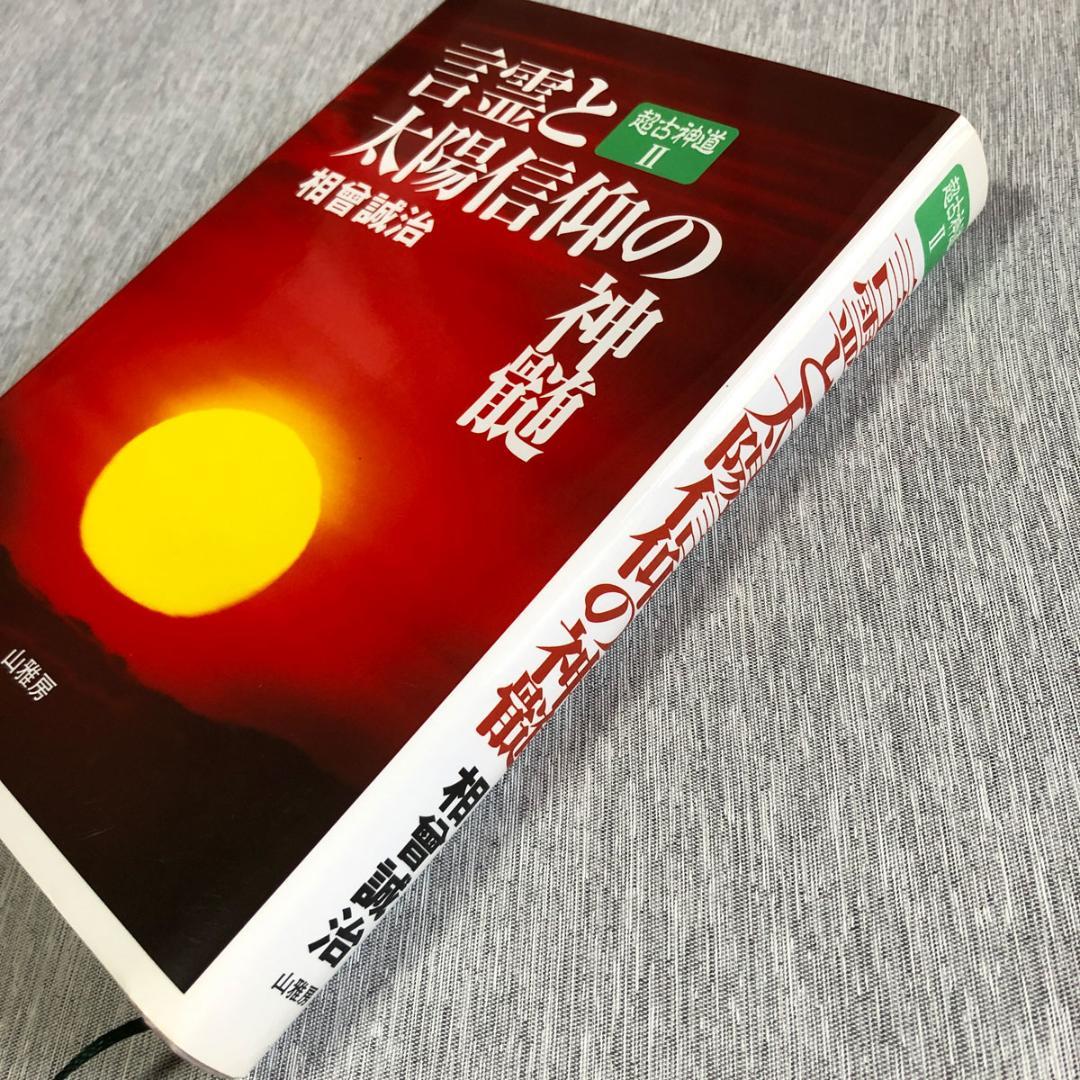 言霊と
太陽信仰の
神髄
超古神道
II
相曾誠治
山雅房
超古神道
II
言霊と太陽信仰の神髄
相曾誠治
山雅房